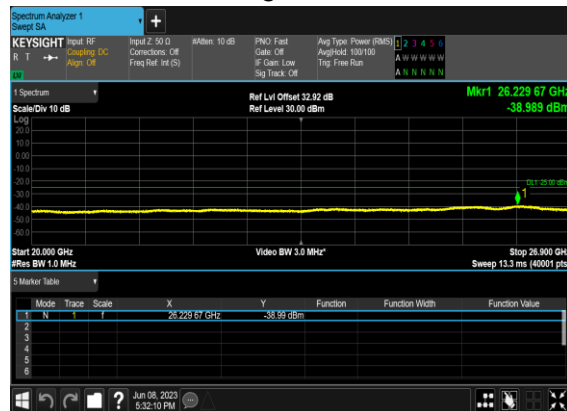 Spectrum Analyzer 1
Swept SA
+
KEYSIGHT Input: RF Input Z: 50 Ω #Atten: 10 dB PNO: Fast Avg Type: Power (RMS) 1 2 3 4 5 6
R T Coupling: DC Corrections: Off Gate: Off Avg|Hold: 100/100 A W W W W W
Align: Off Freq Ref: Int (S) IF Gain: Low Trig: Free Run
LXI Sig Track: Off A N N N N N
1 Spectrum Ref Lvl Offset 32.92 dB Mkr1 26.229 67 GHz
Scale/Div 10 dB Ref Level 30.00 dBm -38.989 dBm
Log
20.0
10.0
0.00
-10.0
-20.0
DL1 -25.00 dBm
-30.0
1
-40.0
-50.0
-60.0
Start 20.000 GHz Video BW 3.0 MHz* Stop 26.900 GHz
#Res BW 1.0 MHz Sweep 13.3 ms (40001 pts)
5 Marker Table
Mode Trace Scale X Y Function Function Width Function Value
1 N 1 f 26.229 67 GHz -38.99 dBm
2
3
4
5
6
? Jun 08, 2023
5:32:10 PM